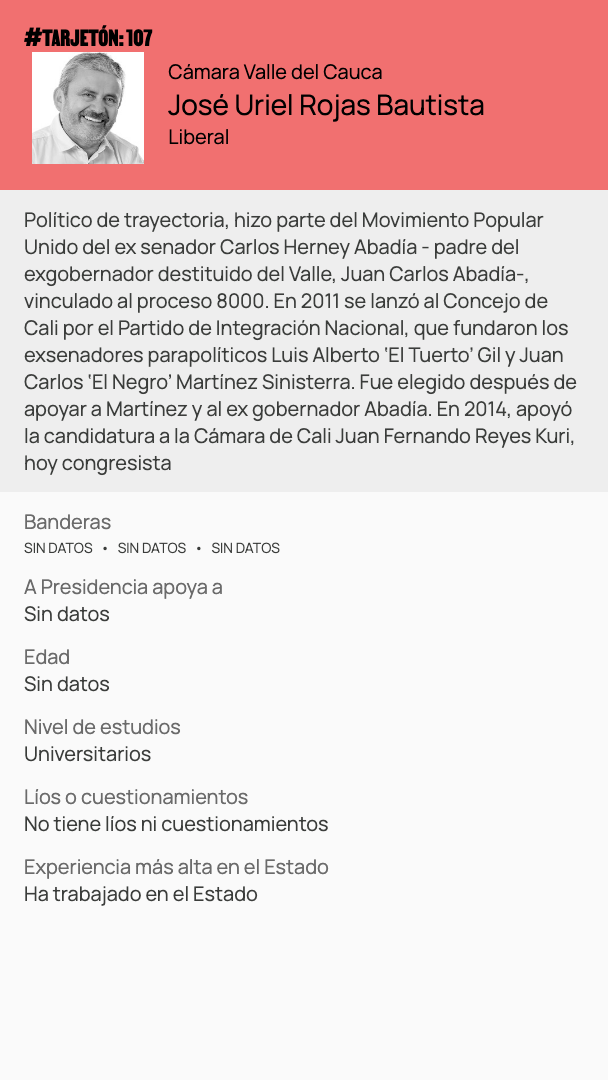 #TARJETÓN: 107
Cámara Valle del Cauca
José Uriel Rojas Bautista
Liberal
Político de trayectoria, hizo parte del Movimiento Popular
Unido del ex senador Carlos Herney Abadía - padre del
exgobernador destituido del Valle, Juan Carlos Abadía-,
vinculado al proceso 8000. En 2011 se lanzó al Concejo de
Cali por el Partido de Integración Nacional, que fundaron los
exsenadores parapolíticos Luis Alberto ‘El Tuerto’ Gil y Juan
Carlos ‘El Negro’ Martínez Sinisterra. Fue elegido después de
apoyar a Martínez y al ex gobernador Abadía. En 2014, apoyó
la candidatura a la Cámara de Cali Juan Fernando Reyes Kuri,
hoy congresista
Banderas
SIN DATOS • SIN DATOS • SIN DATOS
A Presidencia apoya a
Sin datos
Edad
Sin datos
Nivel de estudios
Universitarios
Líos o cuestionamientos
No tiene líos ni cuestionamientos
Experiencia más alta en el Estado
Ha trabajado en el Estado